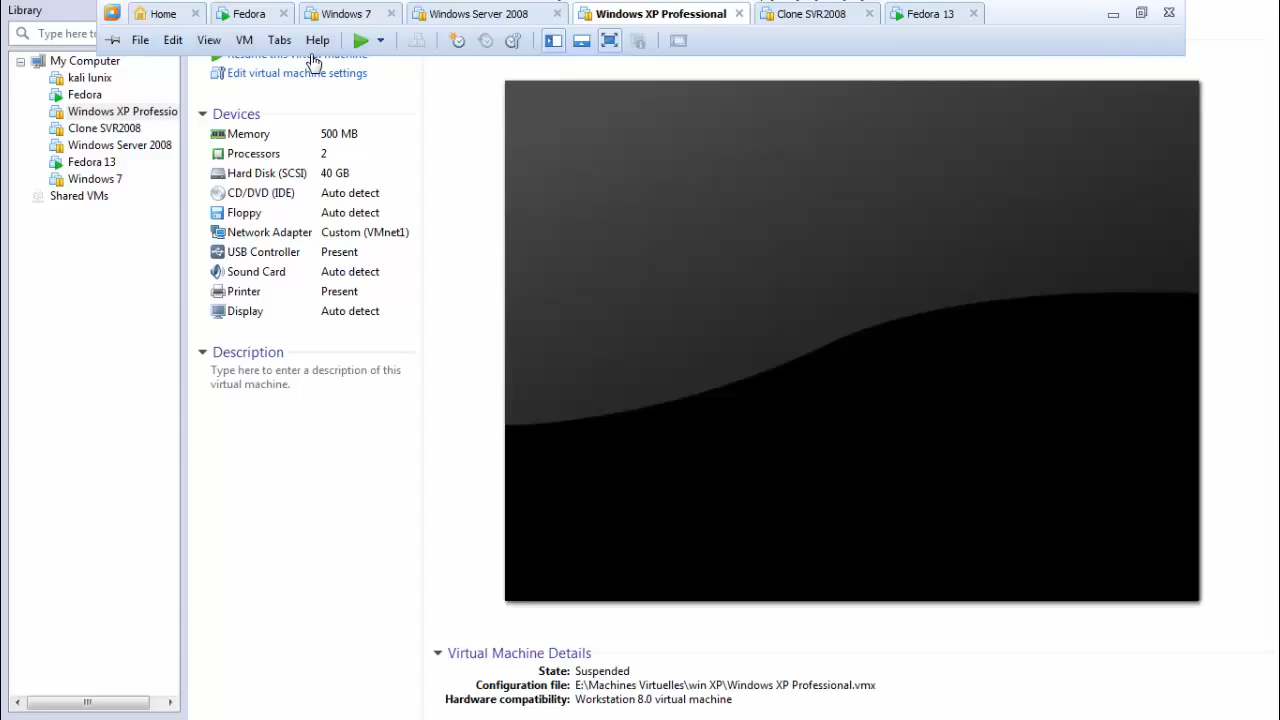 Library
Home
Fedora
Windows 7
Windows Server 2008
Windows XP Professional
Clone SVR2008
Fedora 13
Type here to
File Edit View VM Tabs Help
My Computer
kali lunix
Fedora
Windows XP Professio
Clone SVR2008
Windows Server 2008
Fedora 13
Windows 7
Shared VMs
Resume this virtual machine
Edit virtual machine settings
Devices
Memory 500 MB
Processors 2
Hard Disk (SCSI) 40 GB
CD/DVD (IDE) Auto detect
Floppy Auto detect
Network Adapter Custom (VMnet1)
USB Controller Present
Sound Card Auto detect
Printer Present
Display Auto detect
Description
Type here to enter a description of this
virtual machine.
Virtual Machine Details
State: Suspended
Configuration file: E:\Machines Virtuelles\win XP\Windows XP Professional.vmx
Hardware compatibility: Workstation 8.0 virtual machine